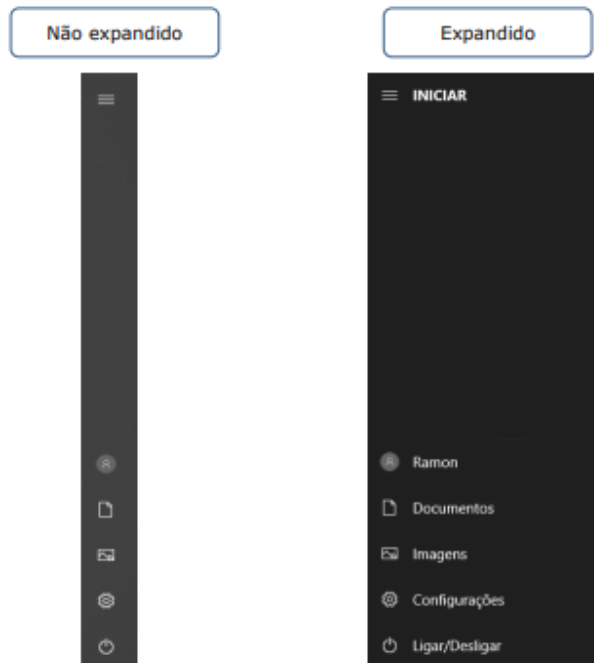 Não expandido
Expandido
INICIAR
Ramon
Documentos
Imagens
Configurações
Ligar/Desligar